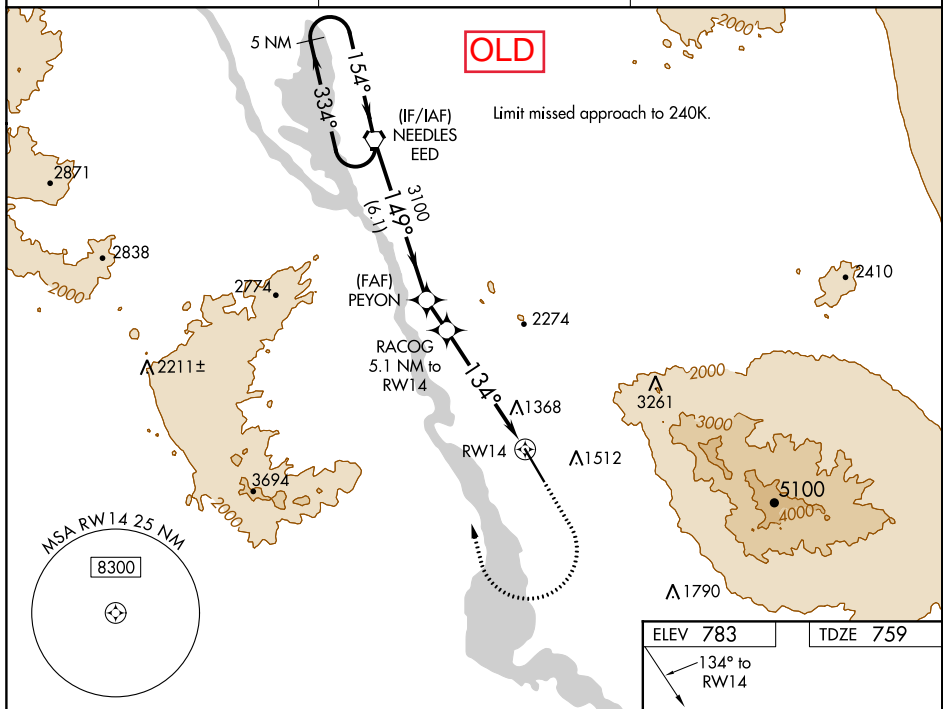 5 NM
OLD
154°
334°
(IF/IAF)
NEEDLES
EED
Limit missed approach to 240K.
2871
3100
149°
(6.1)
2838
2000
2774
(FAF)
PEYON
2410
2274
RACOG
5.1 NM to
RW14
2211±
134°
2000
3261
1368
3000
RW14
1512
3694
2000
5100
4000
MSA RW14 25 NM
8300
1790
ELEV 783
TDZE 759
134° to
RW14